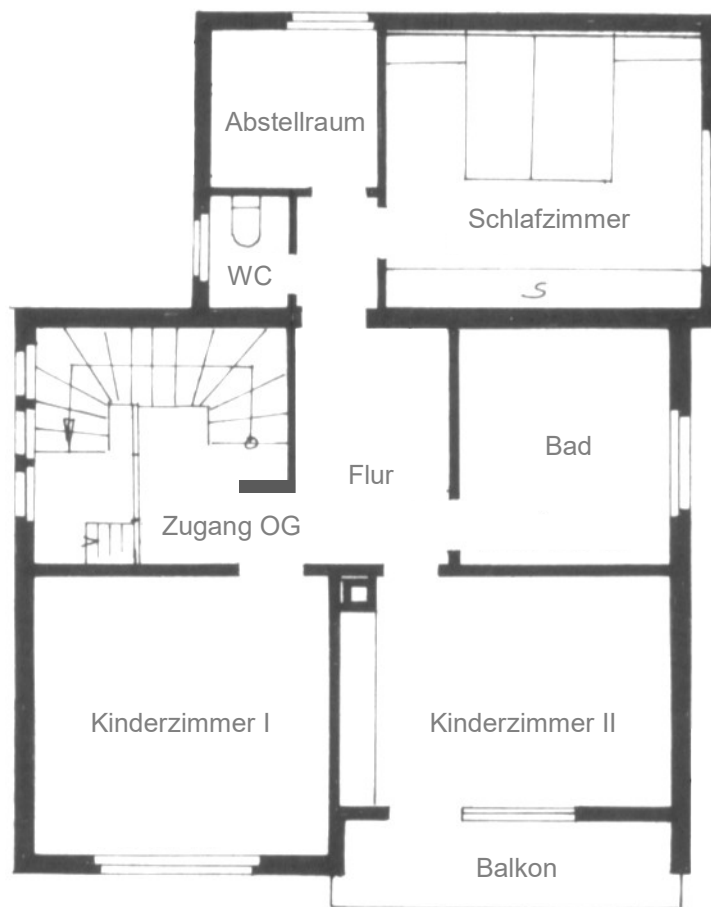 Abstellraum
Schlafzimmer
WC
S
Bad
Flur
Zugang OG
Kinderzimmer I
Kinderzimmer II
Balkon